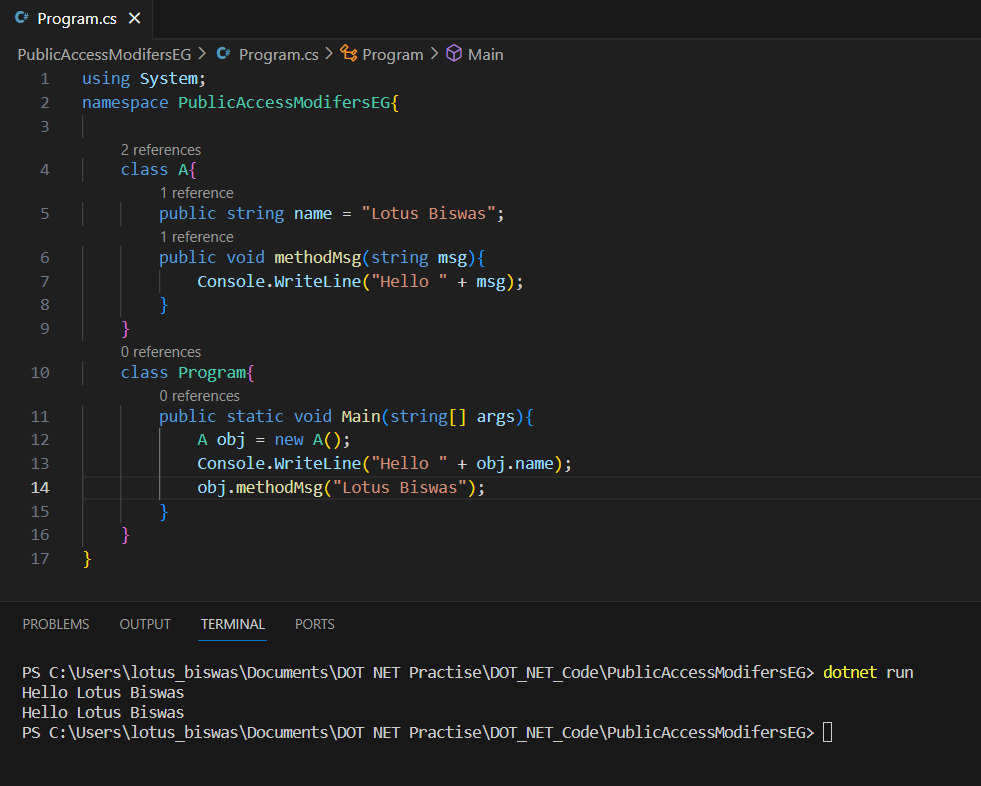 C# Program.cs ✕
PublicAccessModifersEG > C# Program.cs > Program > Main
1 using System;
2 namespace PublicAccessModifersEG{
3
2 references
4 class A{
1 reference
5 public string name = "Lotus Biswas";
1 reference
6 public void methodMsg(string msg){
7 Console.WriteLine("Hello " + msg);
8 }
9 }
0 references
10 class Program{
0 references
11 public static void Main(string[] args){
12 A obj = new A();
13 Console.WriteLine("Hello " + obj.name);
14 obj.methodMsg("Lotus Biswas");
15 }
16 }
17 }
PROBLEMS OUTPUT TERMINAL PORTS
PS C:\Users\lotus_biswas\Documents\DOT NET Practise\DOT_NET_Code\PublicAccessModifersEG> dotnet run
Hello Lotus Biswas
Hello Lotus Biswas
PS C:\Users\lotus_biswas\Documents\DOT NET Practise\DOT_NET_Code\PublicAccessModifersEG>